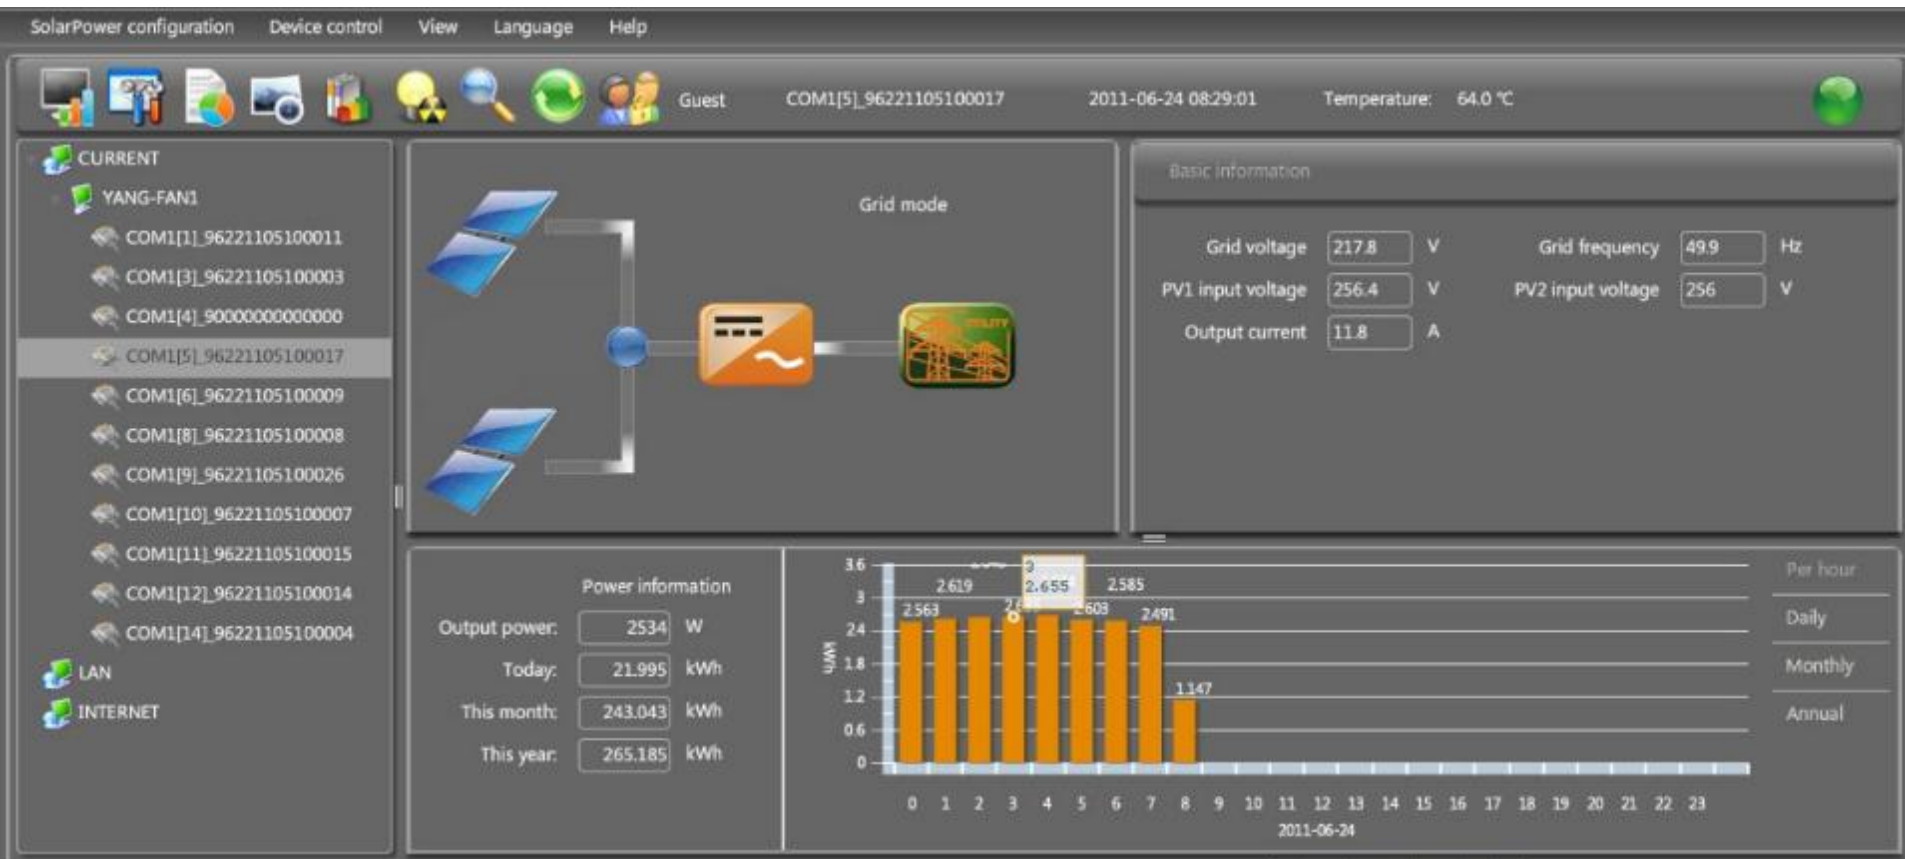 SolarPower configuration Device control View Language Help
Guest COM1[5]_96221105100017 2011-06-24 08:29:01 Temperature: 64.0 ℃
CURRENT
YANG-FAN1
COM1[1]_96221105100011
COM1[3]_96221105100003
COM1[4]_90000000000000
COM1[5]_96221105100017
COM1[6]_96221105100009
COM1[8]_96221105100008
COM1[9]_96221105100026
COM1[10]_96221105100007
COM1[11]_96221105100015
COM1[12]_96221105100014
COM1[14]_96221105100004
LAN
INTERNET
Grid mode
UTILITY
Basic information
Grid voltage 217.8 V Grid frequency 49.9 Hz
PV1 input voltage 256.4 V PV2 input voltage 256 V
Output current 11.8 A
Power information
Output power: 2534 W
Today: 21.995 kWh
This month: 243.043 kWh
This year: 265.185 kWh
kWh
3.6
3
2.4
1.8
1.2
0.6
0
3
2.655
2.563 2.619 2.603 2.585 2.491 1.147
0 1 2 3 4 5 6 7 8 9 10 11 12 13 14 15 16 17 18 19 20 21 22 23
2011-06-24
Per hour
Daily
Monthly
Annual